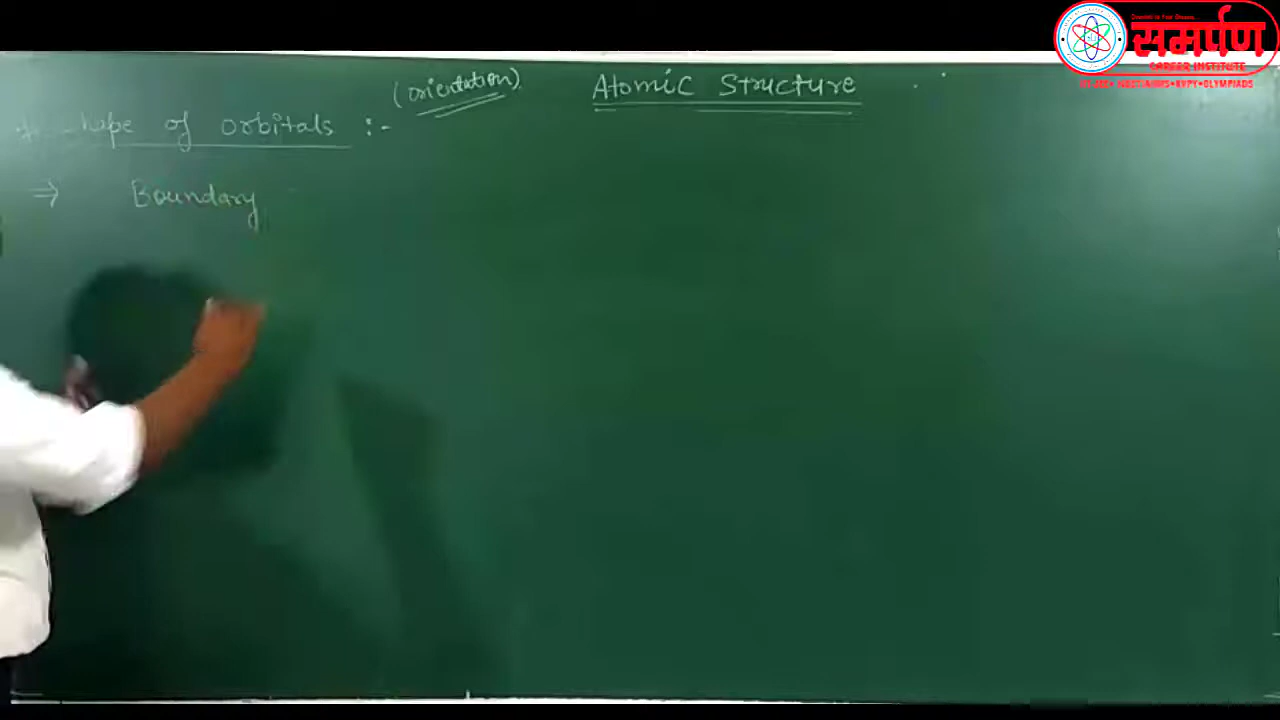 समर्पण
CAREER INSTITUTE
(orientation)
Atomic Structure
Shape of orbitals :-
⇒ Boundary